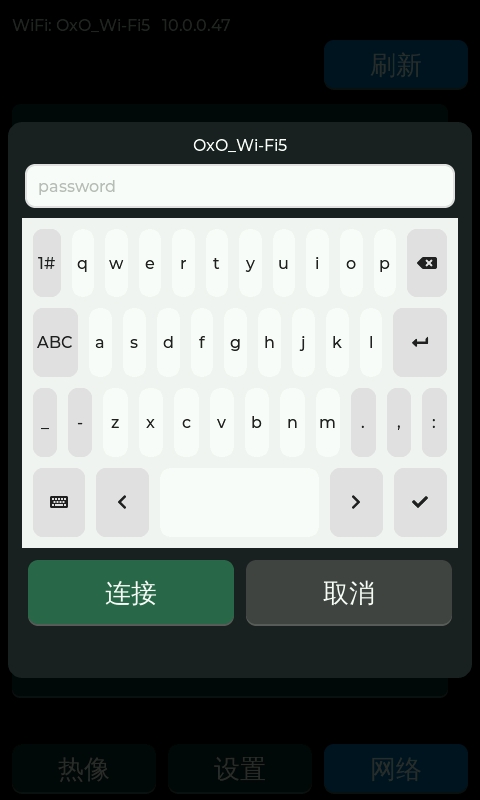 WiFi: OxO_Wi-Fi5 10.0.0.47
刷新
OxO_Wi-Fi5
password
1# q w e r t y u i o p
ABC a s d f g h j k l
_ - z x c v b n m . , :
连接 取消
热像 设置 网络